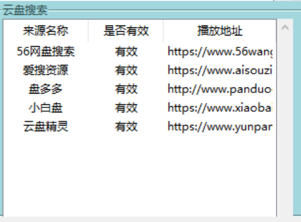 云盘搜索
来源名称 是否有效 播放地址
56网盘搜索 有效 https://www.56wang
爱搜资源 有效 https://www.aisouzi
盘多多 有效 http://www.panduo
小白盘 有效 https://www.xiaoba
云盘精灵 有效 https://www.yunpar